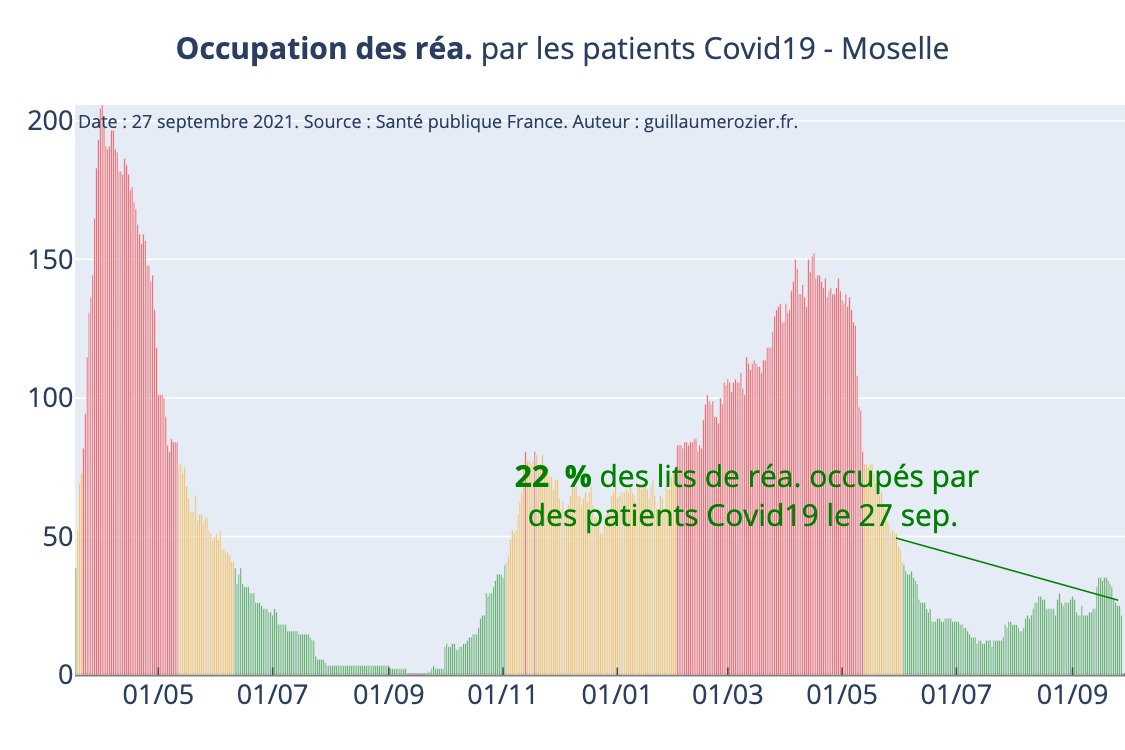 Occupation des réa. par les patients Covid19 - Moselle
200
Date : 27 septembre 2021. Source : Santé publique France. Auteur : guillaumerozier.fr.
150
100
22 % des lits de réa. occupés par
des patients Covid19 le 27 sep.
50
0
01/05 01/07 01/09 01/11 01/01 01/03 01/05 01/07 01/09